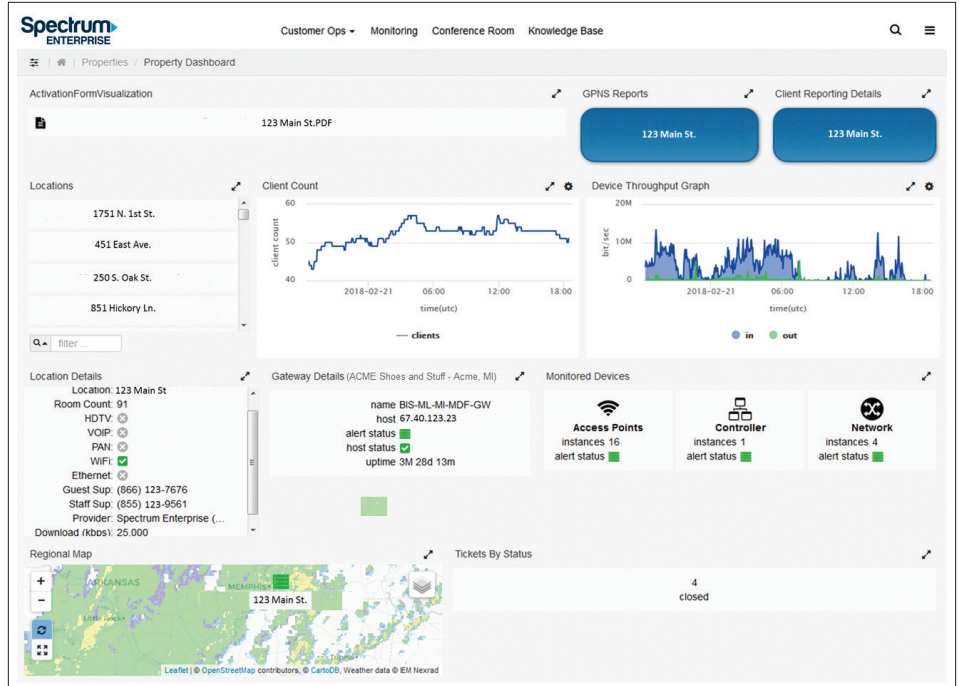 Spectrum
ENTERPRISE
Customer Ops Monitoring Conference Room Knowledge Base
Properties / Property Dashboard
ActivationFormVisualization
123 Main St.PDF
GPNS Reports
123 Main St.
Client Reporting Details
123 Main St.
Locations
1751 N. 1st St.
451 East Ave.
250 S. Oak St.
851 Hickory Ln.
filter ...
Client Count
60
50
40
client count
2018-02-21 06:00 12:00 18:00
time(utc)
clients
Device Throughput Graph
20M
10M
0
bit/sec
2018-02-21 06:00 12:00 18:00
time(utc)
in out
Location Details
Location: 123 Main St
Room Count: 91
HDTV:
VOIP:
PAN:
WiFi:
Ethernet:
Guest Sup: (866) 123-7676
Staff Sup: (855) 123-9561
Provider: Spectrum Enterprise (...
Download (kbps): 25.000
Gateway Details (ACME Shoes and Stuff - Acme, MI)
name BIS-ML-MI-MDF-GW
host 67.40.123.23
alert status
host status
uptime 3M 28d 13m
Monitored Devices
Access Points
instances 16
alert status
Controller
instances 1
alert status
Network
instances 4
alert status
Regional Map
+
−
ARKANSAS
MEMPHIS
123 Main St.
Little Rock
Tupelo
Leaflet | © OpenStreetMap contributors, © CartoDB, Weather data © IEM Nexrad
Tickets By Status
4
closed